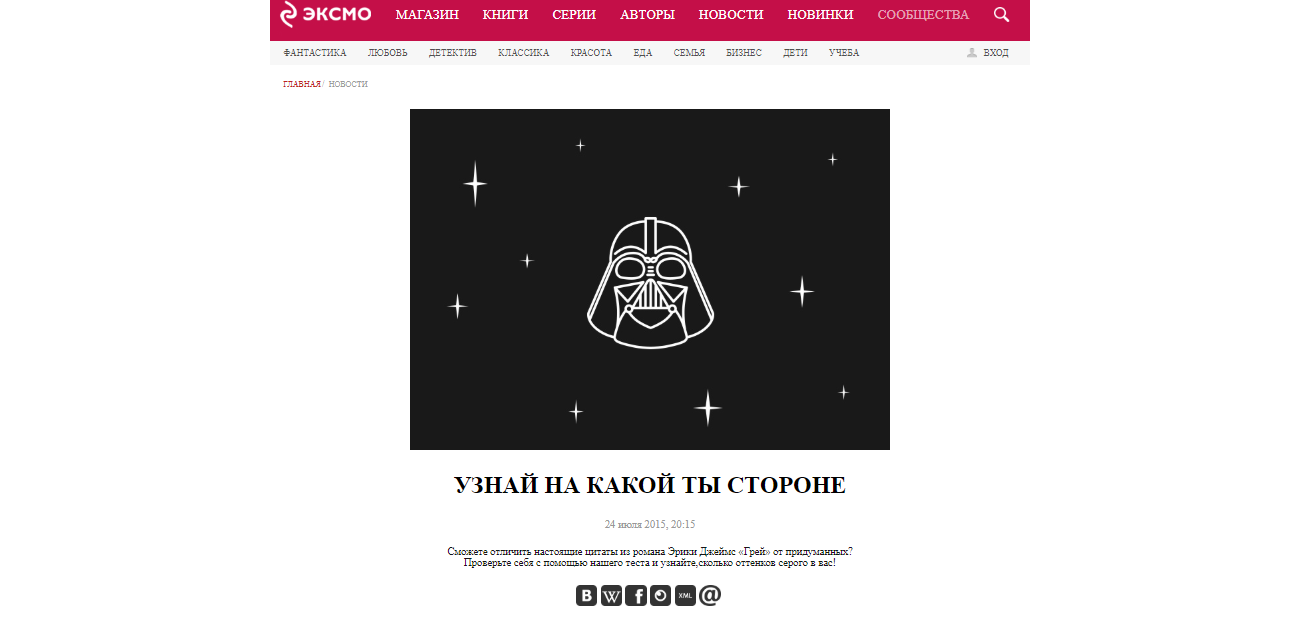 ЭКСМО МАГАЗИН КНИГИ СЕРИИ АВТОРЫ НОВОСТИ НОВИНКИ СООБЩЕСТВА
ФАНТАСТИКА ЛЮБОВЬ ДЕТЕКТИВ КЛАССИКА КРАСОТА ЕДА СЕМЬЯ БИЗНЕС ДЕТИ УЧЕБА ВХОД
ГЛАВНАЯ / НОВОСТИ
УЗНАЙ НА КАКОЙ ТЫ СТОРОНЕ
24 июля 2015, 20:15
Сможете отличить настоящие цитаты из романа Эрики Джеймс «Грей» от придуманных?
Проверьте себя с помощью нашего теста и узнайте,сколько оттенков серого в вас!
B W f XML @